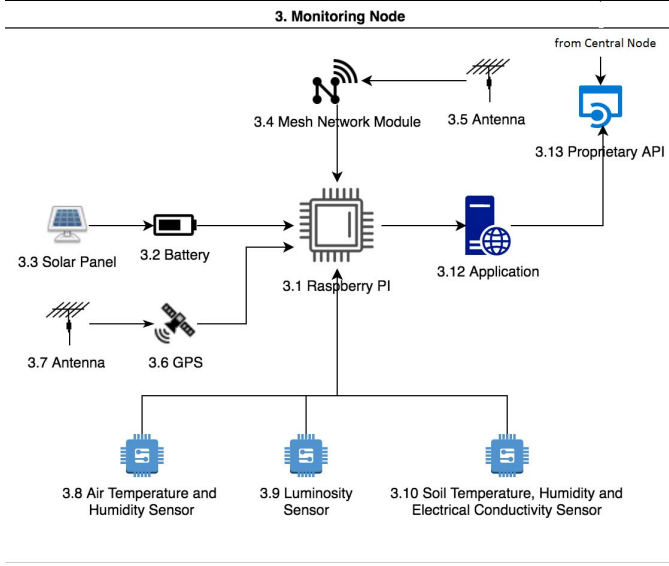 3. Monitoring Node
from Central Node
3.4 Mesh Network Module
3.5 Antenna
3.13 Proprietary API
3.3 Solar Panel
3.2 Battery
3.1 Raspberry PI
3.12 Application
3.7 Antenna
3.6 GPS
3.8 Air Temperature and
Humidity Sensor
3.9 Luminosity
Sensor
3.10 Soil Temperature, Humidity and
Electrical Conductivity Sensor